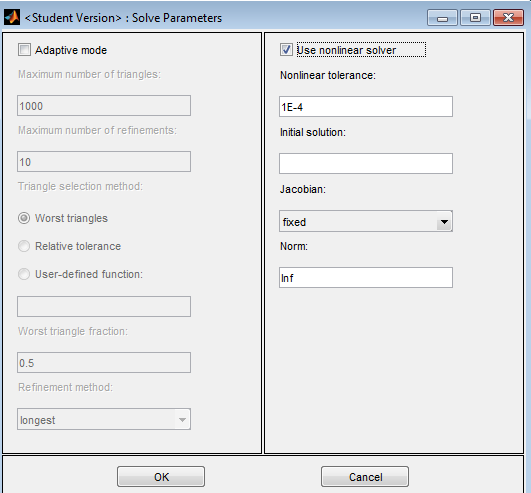 <Student Version> : Solve Parameters
Adaptive mode
Maximum number of triangles:
1000
Maximum number of refinements:
10
Triangle selection method:
Worst triangles
Relative tolerance
User-defined function:
Worst triangle fraction:
0.5
Refinement method:
longest
Use nonlinear solver
Nonlinear tolerance:
1E-4
Initial solution:
Jacobian:
fixed
Norm:
Inf
OK
Cancel